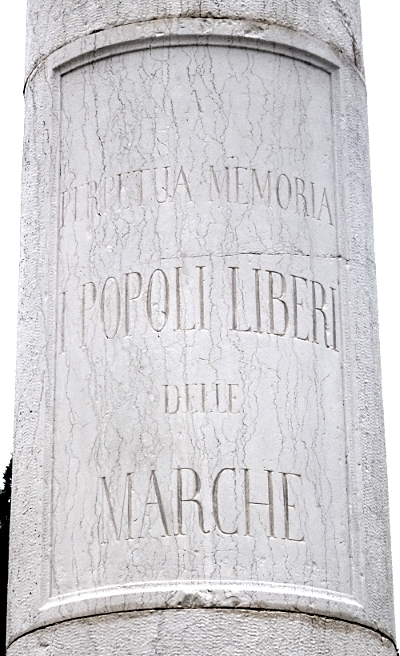 PERPETUA MEMORIA
I POPOLI LIBERI
DELLE
MARCHE